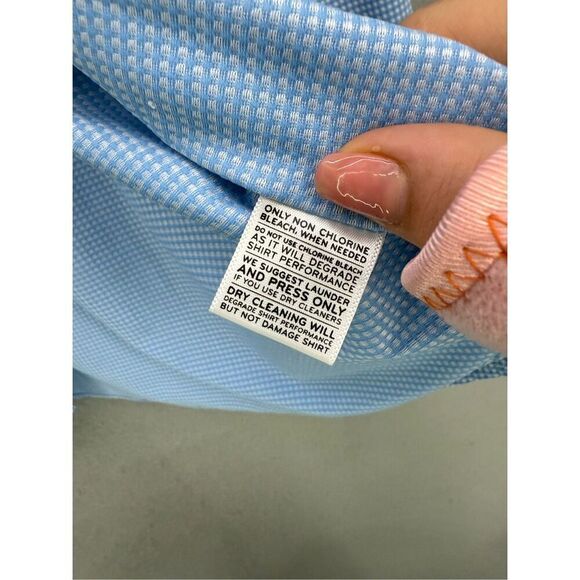 ONLY NON CHLORINE
BLEACH, WHEN NEEDED
DO NOT USE CHLORINE BLEACH
AS IT WILL DEGRADE
SHIRT PERFORMANCE
WE SUGGEST LAUNDER
AND PRESS ONLY
IF YOU USE DRY CLEANERS
DRY CLEANING WILL
DEGRADE SHIRT PERFORMANCE
BUT NOT DAMAGE SHIRT